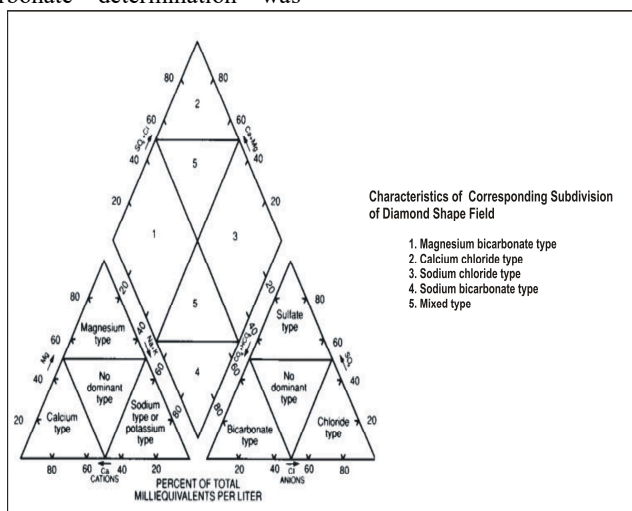 rbonate determination was
80 80
2
60 60
SO₄+Cl Ca+Mg
40 40
5
20 20
1 3
20 20
80 5 Sulfate type 80
Magnesium type
40 Na+K CO₃+HCO₃ 40
60 60 60 60
Mg SO₄
40 No dominant type 4 No dominant type 40
20 Calcium type Sodium type or potassium type 80 80 Bicarbonate type Chloride type 20
80 60 Ca 40 20 20 40 Cl 60 80
CATIONS ANIONS
PERCENT OF TOTAL
MILLIEQUIVALENTS PER LITER
Characteristics of Corresponding Subdivision
of Diamond Shape Field
1. Magnesium bicarbonate type
2. Calcium chloride type
3. Sodium chloride type
4. Sodium bicarbonate type
5. Mixed type